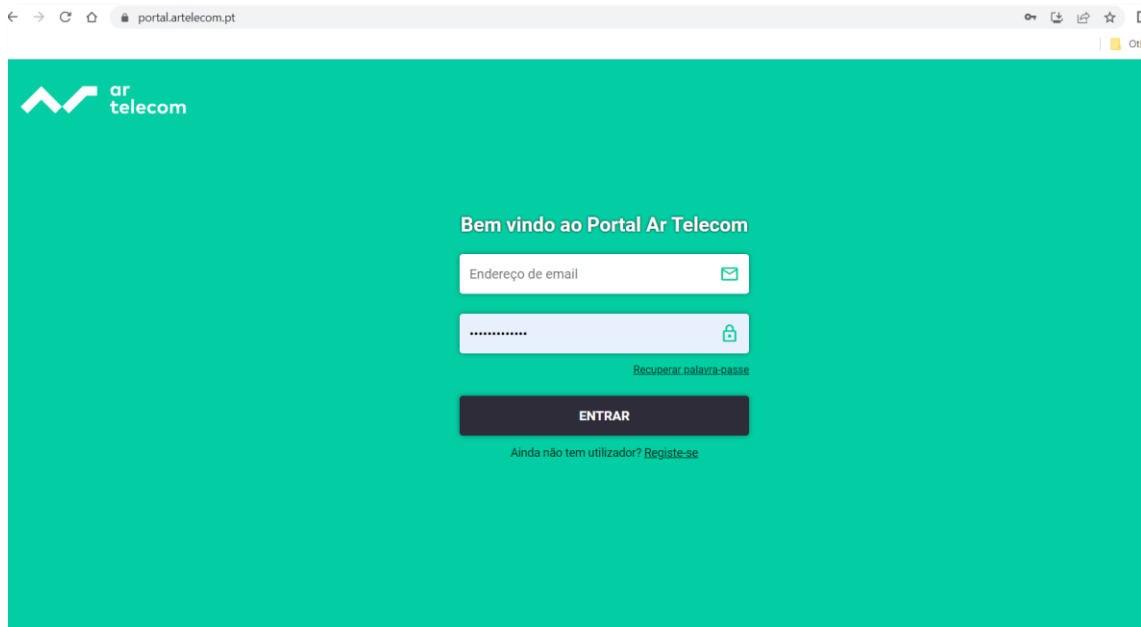 portal.artelecom.pt
ar
telecom
Bem vindo ao Portal Ar Telecom
Endereço de email
•••••••••••••
Recuperar palavra-passe
ENTRAR
Ainda não tem utilizador? Registe-se